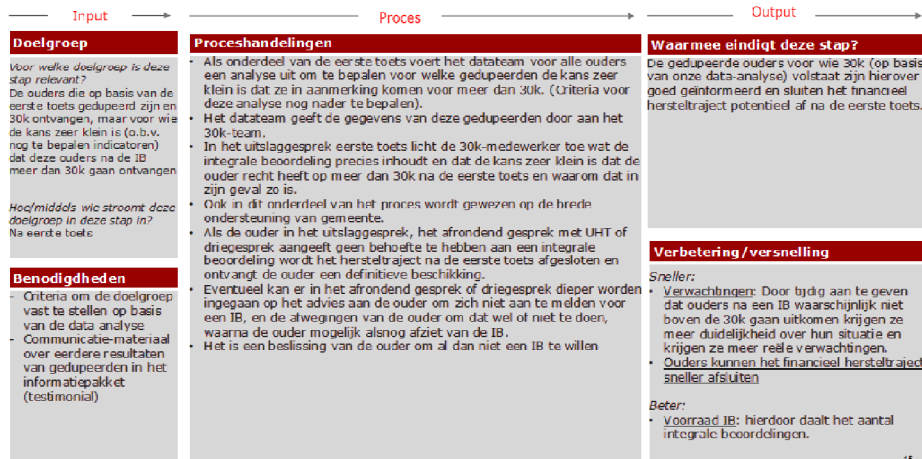 Input
Proces
Output
Doelgroep
Voor welke doelgroep is deze
stap relevant?
De ouders die op basis van de
eerste toets gedupeerd zijn en
30k ontvangen, maar voor wie
de kans zeer klein is (o.b.v.
nog te bepalen indicatoren)
dat deze ouders na de IB
meer dan 30k gaan ontvangen
Hoe/middels wie stroomt deze
doelgroep in deze stap in?
Na eerste toets
Benodigdheden
- Criteria om de doelgroep
vast te stellen op basis
van de data analyse
- Communicatie-materiaal
over eerdere resultaten
van gedupeerden in het
informatiepakket
(testimonial)
Proceshandelingen
• Als onderdeel van de eerste toets voert het datateam voor alle ouders
een analyse uit om te bepalen voor welke gedupeerden de kans zeer
klein is dat ze in aanmerking komen voor meer dan 30k. (Criteria voor
deze analyse nog nader te bepalen).
• Het datateam geeft de gegevens van deze gedupeerden door aan het
30k-team.
• In het uitslaggesprek eerste toets licht de 30k-medewerker toe wat de
integrale beoordeling precies inhoudt en dat de kans zeer klein is dat de
ouder recht heeft op meer dan 30k na de eerste toets en waarom dat in
zijn geval zo is.
• Ook in dit onderdeel van het proces wordt gewezen op de brede
ondersteuning van gemeente.
• Als de ouder in het uitslaggesprek, het afrondend gesprek met UHT of
driegesprek aangeeft geen behoefte te hebben aan een integrale
beoordeling wordt het hersteltraject na de eerste toets afgesloten en
ontvangt de ouder een definitieve beschikking.
• Eventueel kan er in het afrondend gesprek of driegesprek dieper worden
ingegaan op het advies aan de ouder om zich niet aan te melden voor
een IB, en de afwegingen van de ouder om dat wel of niet te doen,
waarna de ouder mogelijk alsnog afziet van de IB.
• Het is een beslissing van de ouder om al dan niet een IB te willen
Waarmee eindigt deze stap?
De gedupeerde ouders voor wie 30k (op basis
van onze data-analyse) volstaat zijn hierover
goed geïnformeerd en sluiten het financieel
hersteltraject potentieel af na de eerste toets.
Verbetering/versnelling
Sneller:
• Verwachtingen: Door tijdig aan te geven
dat ouders na een IB waarschijnlijk niet
boven de 30k gaan uitkomen krijgen ze
meer duidelijkheid over hun situatie en
krijgen ze meer reële verwachtingen.
• Ouders kunnen het financieel hersteltraject
sneller afsluiten
Beter:
• Voorraad IB: hierdoor daalt het aantal
integrale beoordelingen.